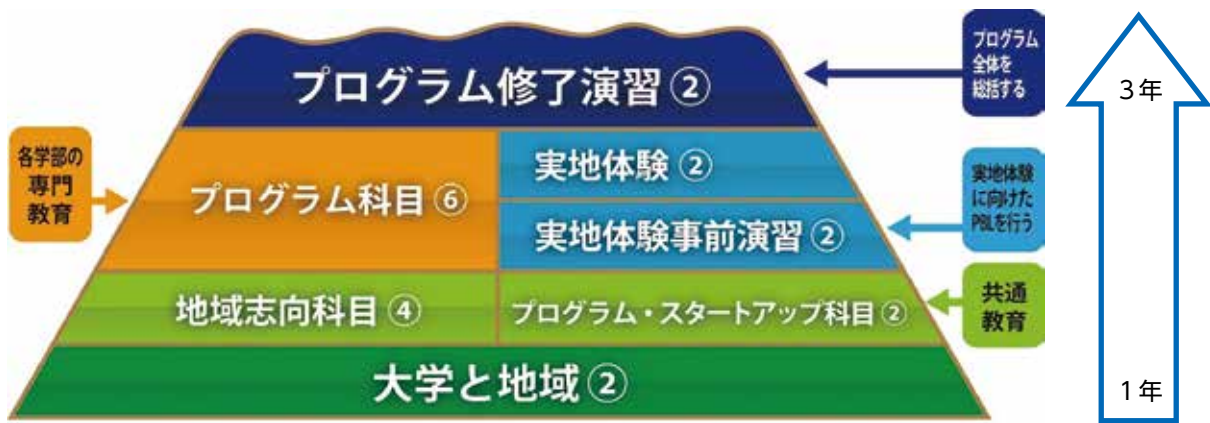 プログラム
全体を
総括する
プログラム修了演習②
3年
各学部の
専門
教育
プログラム科目⑥
実地体験②
実地体験事前演習②
実地体験
に向けた
PBLを行う
地域志向科目④
プログラム・スタートアップ科目②
共通
教育
大学と地域②
1年